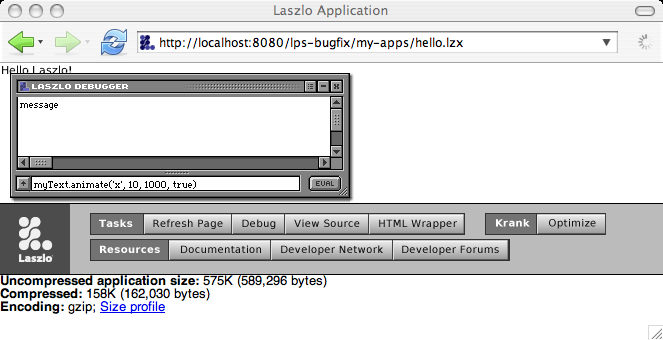 Laszlo Application
http://localhost:8080/lps-bugfix/my-apps/hello.lzx
Hello Laszlo!
LASZLO DEBUGGER
message
myText.animate('x', 10, 1000, true)
EVAL
Tasks Refresh Page Debug View Source HTML Wrapper Krank Optimize
Resources Documentation Developer Network Developer Forums
Laszlo
Uncompressed application size: 575K (589,296 bytes)
Compressed: 158K (162,030 bytes)
Encoding: gzip; Size profile